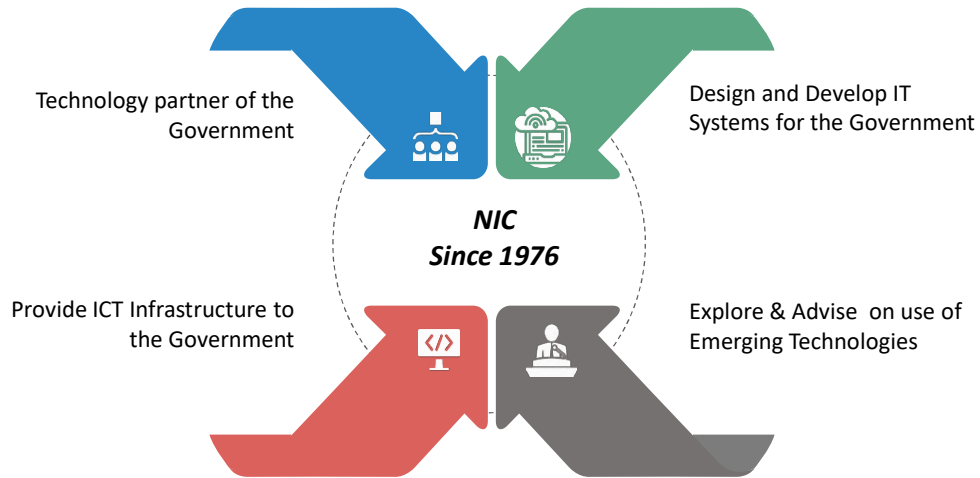 Technology partner of the
Government
Design and Develop IT
Systems for the Government
NIC
Since 1976
Provide ICT Infrastructure to
the Government
Explore & Advise on use of
Emerging Technologies